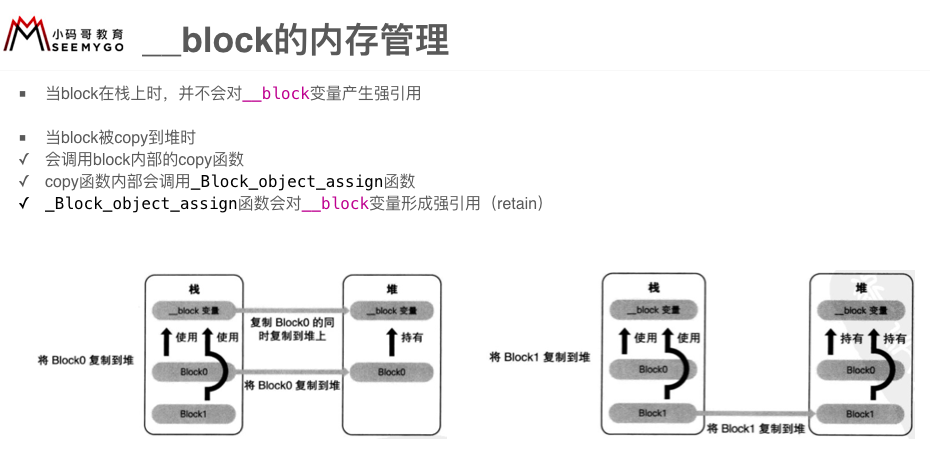 小码哥教育
SEEMYGO
__block的内存管理
当block在栈上时，并不会对__block变量产生强引用
当block被copy到堆时
会调用block内部的copy函数
copy函数内部会调用_Block_object_assign函数
_Block_object_assign函数会对__block变量形成强引用（retain）
将 Block0 复制到堆
栈
__block 变量
使用
使用
Block0
Block1
复制 Block0 的同
时复制到堆上
将 Block0 复制到堆
堆
__block 变量
持有
Block0
将 Block1 复制到堆
栈
__block 变量
使用
使用
Block0
Block1
将 Block1 复制到堆
堆
__block 变量
持有
持有
Block0
Block1